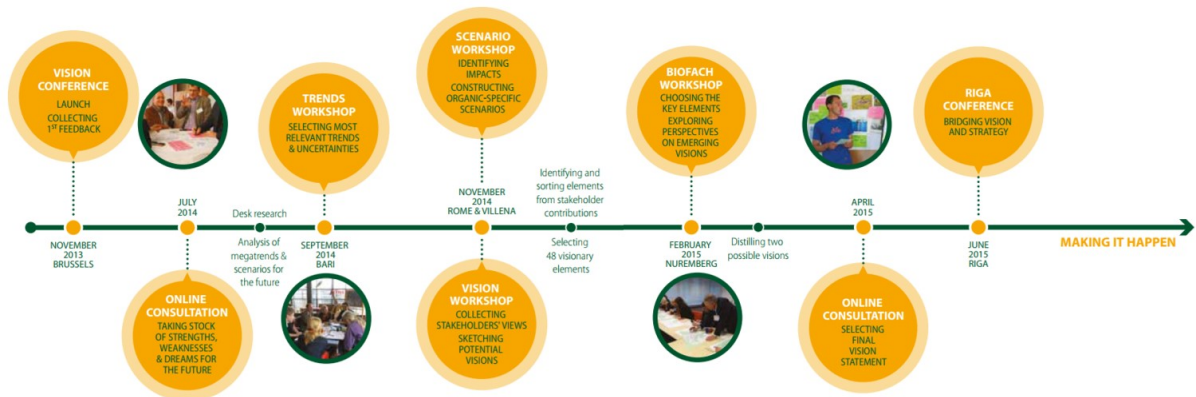 VISION
CONFERENCE
LAUNCH
COLLECTING
1ST FEEDBACK
NOVEMBER
2013
BRUSSELS
JULY
2014
ONLINE
CONSULTATION
TAKING STOCK
OF STRENGTHS,
WEAKNESSES
& DREAMS FOR
THE FUTURE
Desk research
Analysis of
megatrends &
scenarios for
the future
TRENDS
WORKSHOP
SELECTING MOST
RELEVANT TRENDS
& UNCERTAINTIES
SEPTEMBER
2014
BARI
SCENARIO
WORKSHOP
IDENTIFYING
IMPACTS
CONSTRUCTING
ORGANIC-SPECIFIC
SCENARIOS
NOVEMBER
2014
ROME & VILLENA
VISION
WORKSHOP
COLLECTING
STAKEHOLDERS' VIEWS
SKETCHING
POTENTIAL
VISIONS
Identifying and
sorting elements
from stakeholder
contributions
Selecting
48 visionary
elements
BIOFACH
WORKSHOP
CHOOSING THE
KEY ELEMENTS
EXPLORING
PERSPECTIVES
ON EMERGING
VISIONS
FEBRUARY
2015
NUREMBERG
Distilling two
possible visions
APRIL
2015
ONLINE
CONSULTATION
SELECTING
FINAL
VISION
STATEMENT
RIGA
CONFERENCE
BRIDGING VISION
AND STRATEGY
JUNE
2015
RIGA
MAKING IT HAPPEN